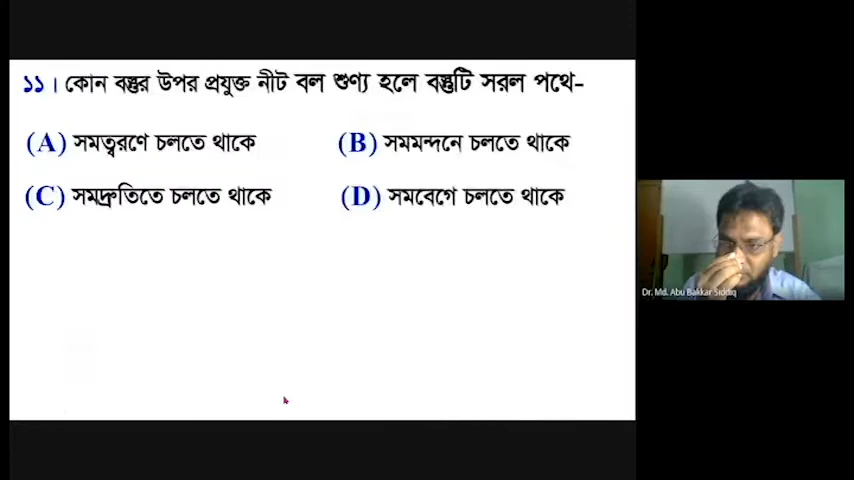 ১১। কোন বস্তুর উপর প্রযুক্ত নীট বল শুণ্য হলে বস্তুটি সরল পথে-
(A) সমত্বরণে চলতে থাকে (B) সমমন্দনে চলতে থাকে
(C) সমদ্রুতিতে চলতে থাকে (D) সমবেগে চলতে থাকে
Dr. Md. Abu Bakkar Siddiq